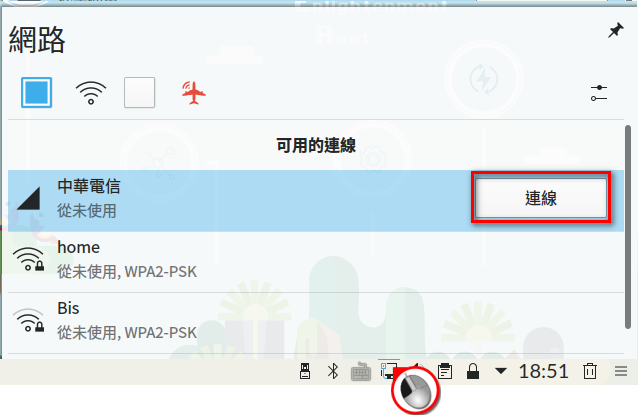 Enlightenment
網路
可用的連線
中華電信
從未使用
連線
home
從未使用, WPA2-PSK
Bis
從未使用, WPA2-PSK
18:51